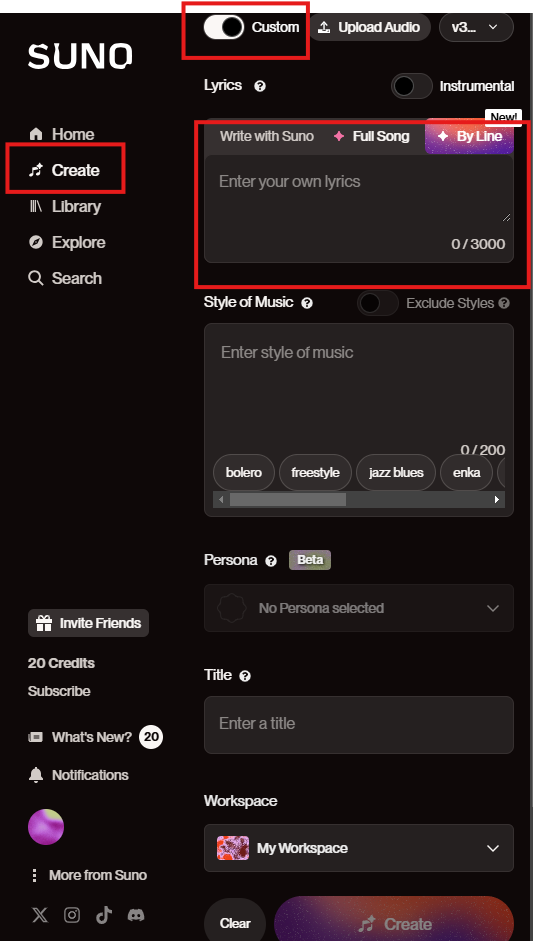 SUNO
Home
Create
Library
Explore
Search
Invite Friends
20 Credits
Subscribe
What's New? 20
Notifications
More from Suno
Custom
Upload Audio
v3...
Lyrics
Instrumental
New!
Write with Suno
Full Song
By Line
Enter your own lyrics
0 / 3000
Style of Music
Exclude Styles
Enter style of music
0 / 200
bolero
freestyle
jazz blues
enka
Persona
Beta
No Persona selected
Title
Enter a title
Workspace
My Workspace
Clear
Create